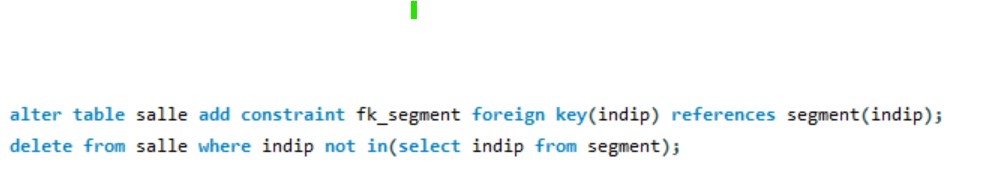 alter table salle add constraint fk_segment foreign key(indip) references segment(indip);
delete from salle where indip not in(select indip from segment);